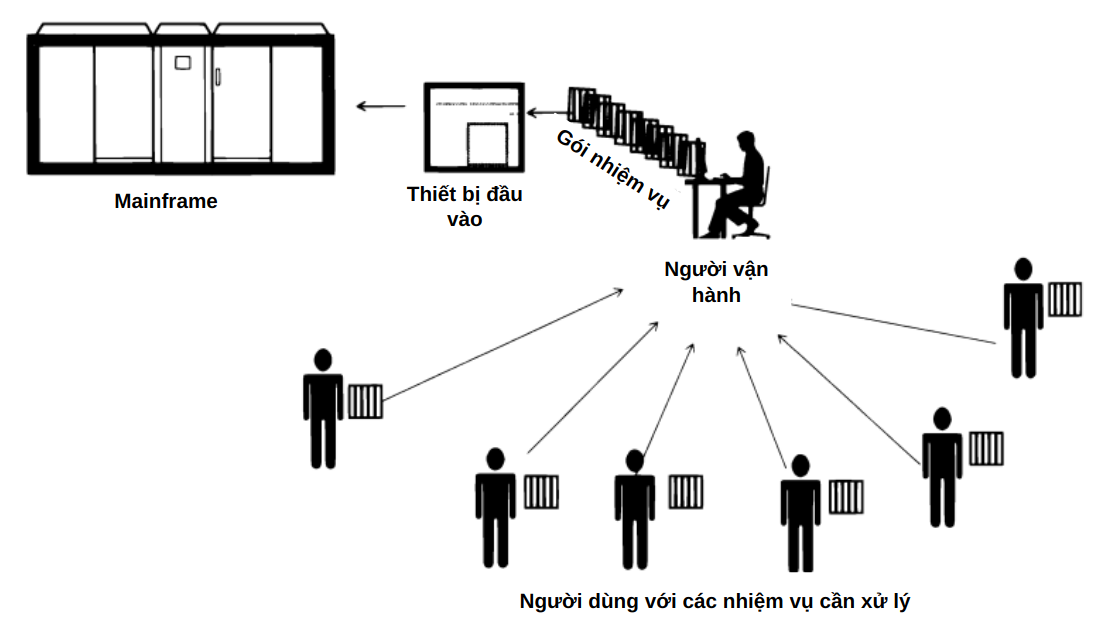 Gói nhiệm vụ
Mainframe
Thiết bị đầu
vào
Người vận
hành
Người dùng với các nhiệm vụ cần xử lý